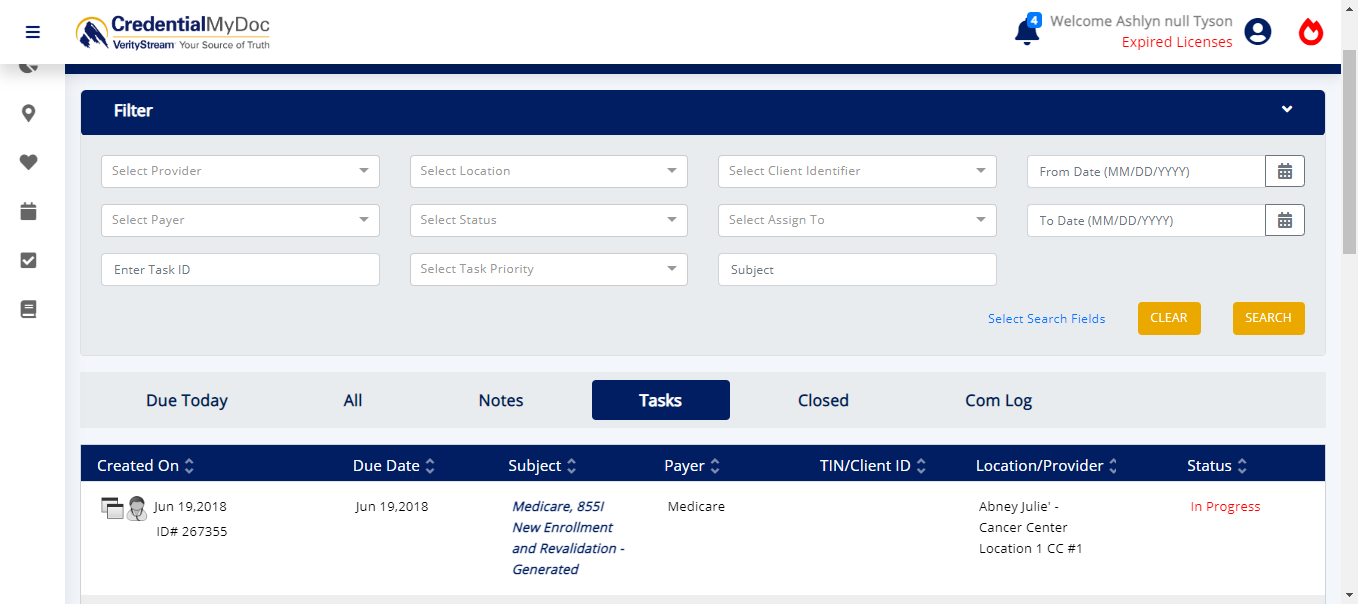 CredentialMyDoc
VerityStream Your Source of Truth
4
Welcome Ashlyn null Tyson
Expired Licenses
Filter
Select Provider
Select Location
Select Client Identifier
From Date (MM/DD/YYYY)
Select Payer
Select Status
Select Assign To
To Date (MM/DD/YYYY)
Enter Task ID
Select Task Priority
Subject
Select Search Fields
CLEAR
SEARCH
Due Today
All
Notes
Tasks
Closed
Com Log
Created On
Due Date
Subject
Payer
TIN/Client ID
Location/Provider
Status
Jun 19,2018
ID# 267355
Jun 19,2018
Medicare, 855I
New Enrollment
and Revalidation -
Generated
Medicare
Abney Julie' -
Cancer Center
Location 1 CC #1
In Progress